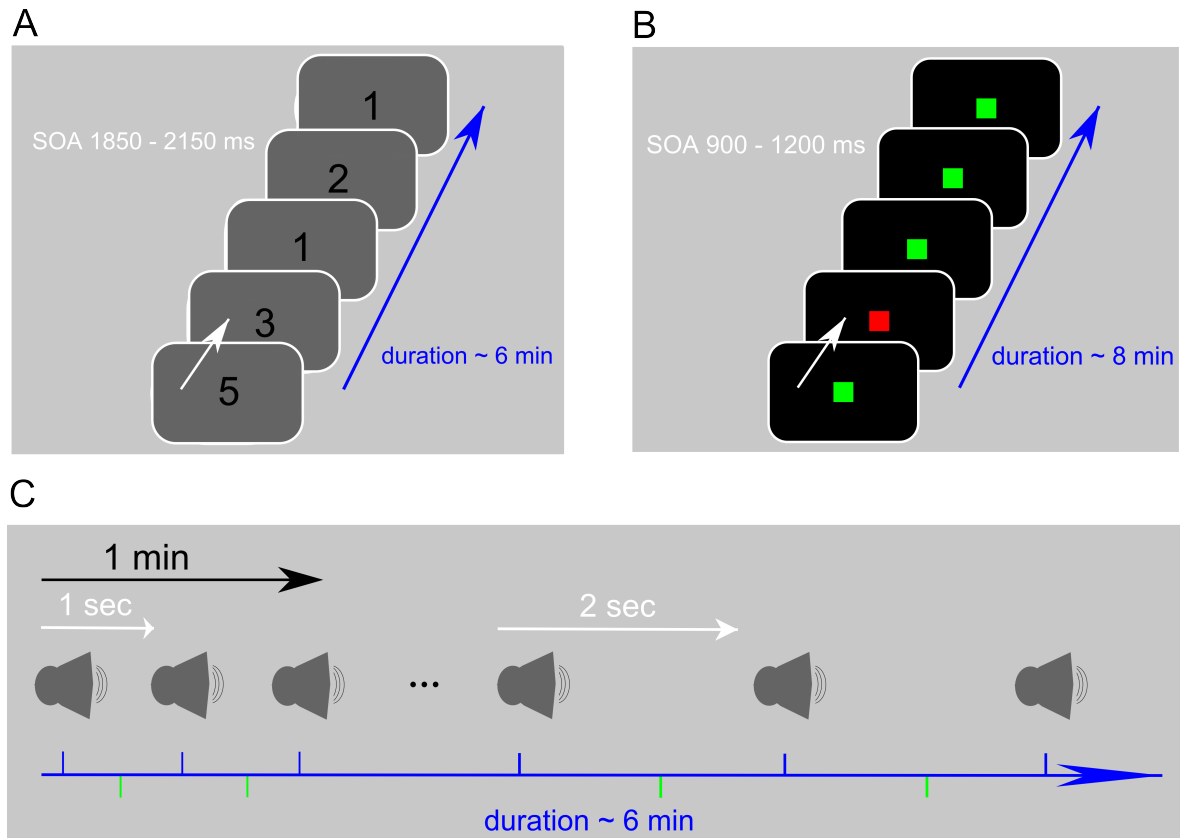 A
SOA 1850 - 2150 ms
1
2
1
3
5
duration ~ 6 min
B
SOA 900 - 1200 ms
duration ~ 8 min
C
1 min
1 sec
2 sec
...
duration ~ 6 min